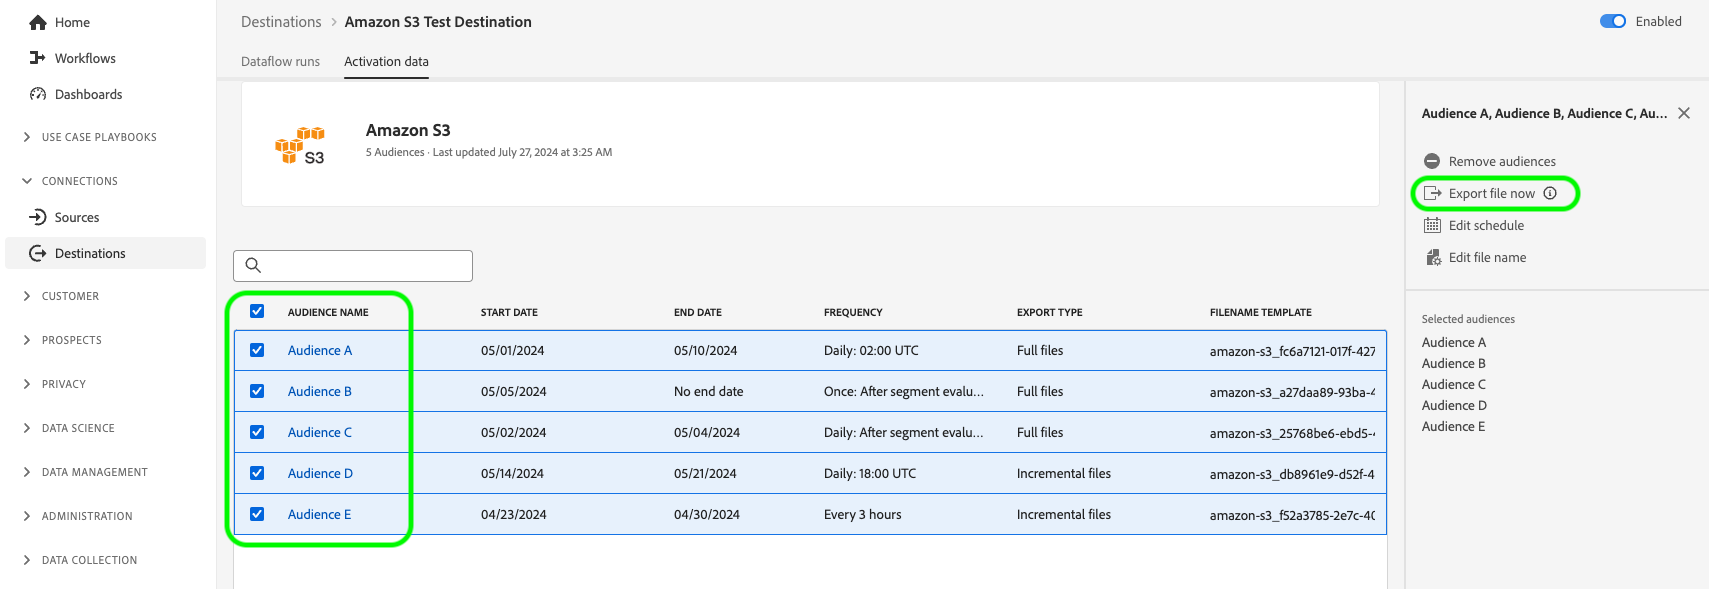 Home
Workflows
Dashboards
USE CASE PLAYBOOKS
CONNECTIONS
Sources
Destinations
CUSTOMER
PROSPECTS
PRIVACY
DATA SCIENCE
DATA MANAGEMENT
ADMINISTRATION
DATA COLLECTION
Destinations > Amazon S3 Test Destination
Enabled
Dataflow runs Activation data
S3
Amazon S3
5 Audiences · Last updated July 27, 2024 at 3:25 AM
AUDIENCE NAME START DATE END DATE FREQUENCY EXPORT TYPE FILENAME TEMPLATE
Audience A 05/01/2024 05/10/2024 Daily: 02:00 UTC Full files amazon-s3_fc6a7121-017f-427
Audience B 05/05/2024 No end date Once: After segment evalu... Full files amazon-s3_a27daa89-93ba-4
Audience C 05/02/2024 05/04/2024 Daily: After segment evalu... Full files amazon-s3_25768be6-ebd5-
Audience D 05/14/2024 05/21/2024 Daily: 18:00 UTC Incremental files amazon-s3_db8961e9-d52f-4
Audience E 04/23/2024 04/30/2024 Every 3 hours Incremental files amazon-s3_f52a3785-2e7c-40
Audience A, Audience B, Audience C, Au...
Remove audiences
Export file now
Edit schedule
Edit file name
Selected audiences
Audience A
Audience B
Audience C
Audience D
Audience E